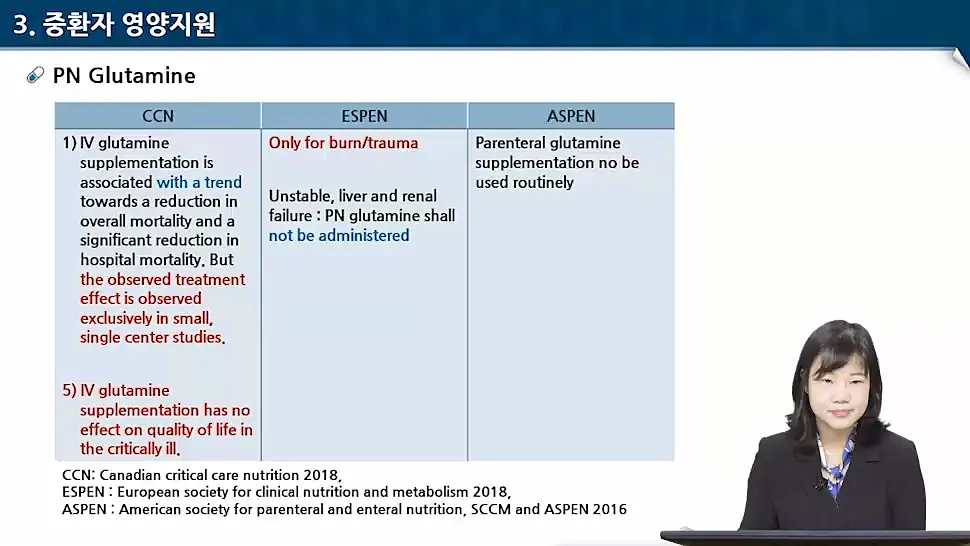 3. 중환자 영양지원
PN Glutamine
CCN
ESPEN
ASPEN
1) IV glutamine
supplementation is
associated with a trend
towards a reduction in
overall mortality and a
significant reduction in
hospital mortality. But
the observed treatment
effect is observed
exclusively in small,
single center studies.
5) IV glutamine
supplementation has no
effect on quality of life in
the critically ill.
Only for burn/trauma
Unstable, liver and renal
failure : PN glutamine shall
not be administered
Parenteral glutamine
supplementation no be
used routinely
CCN: Canadian critical care nutrition 2018,
ESPEN : European society for clinical nutrition and metabolism 2018,
ASPEN : American society for parenteral and enteral nutrition, SCCM and ASPEN 2016